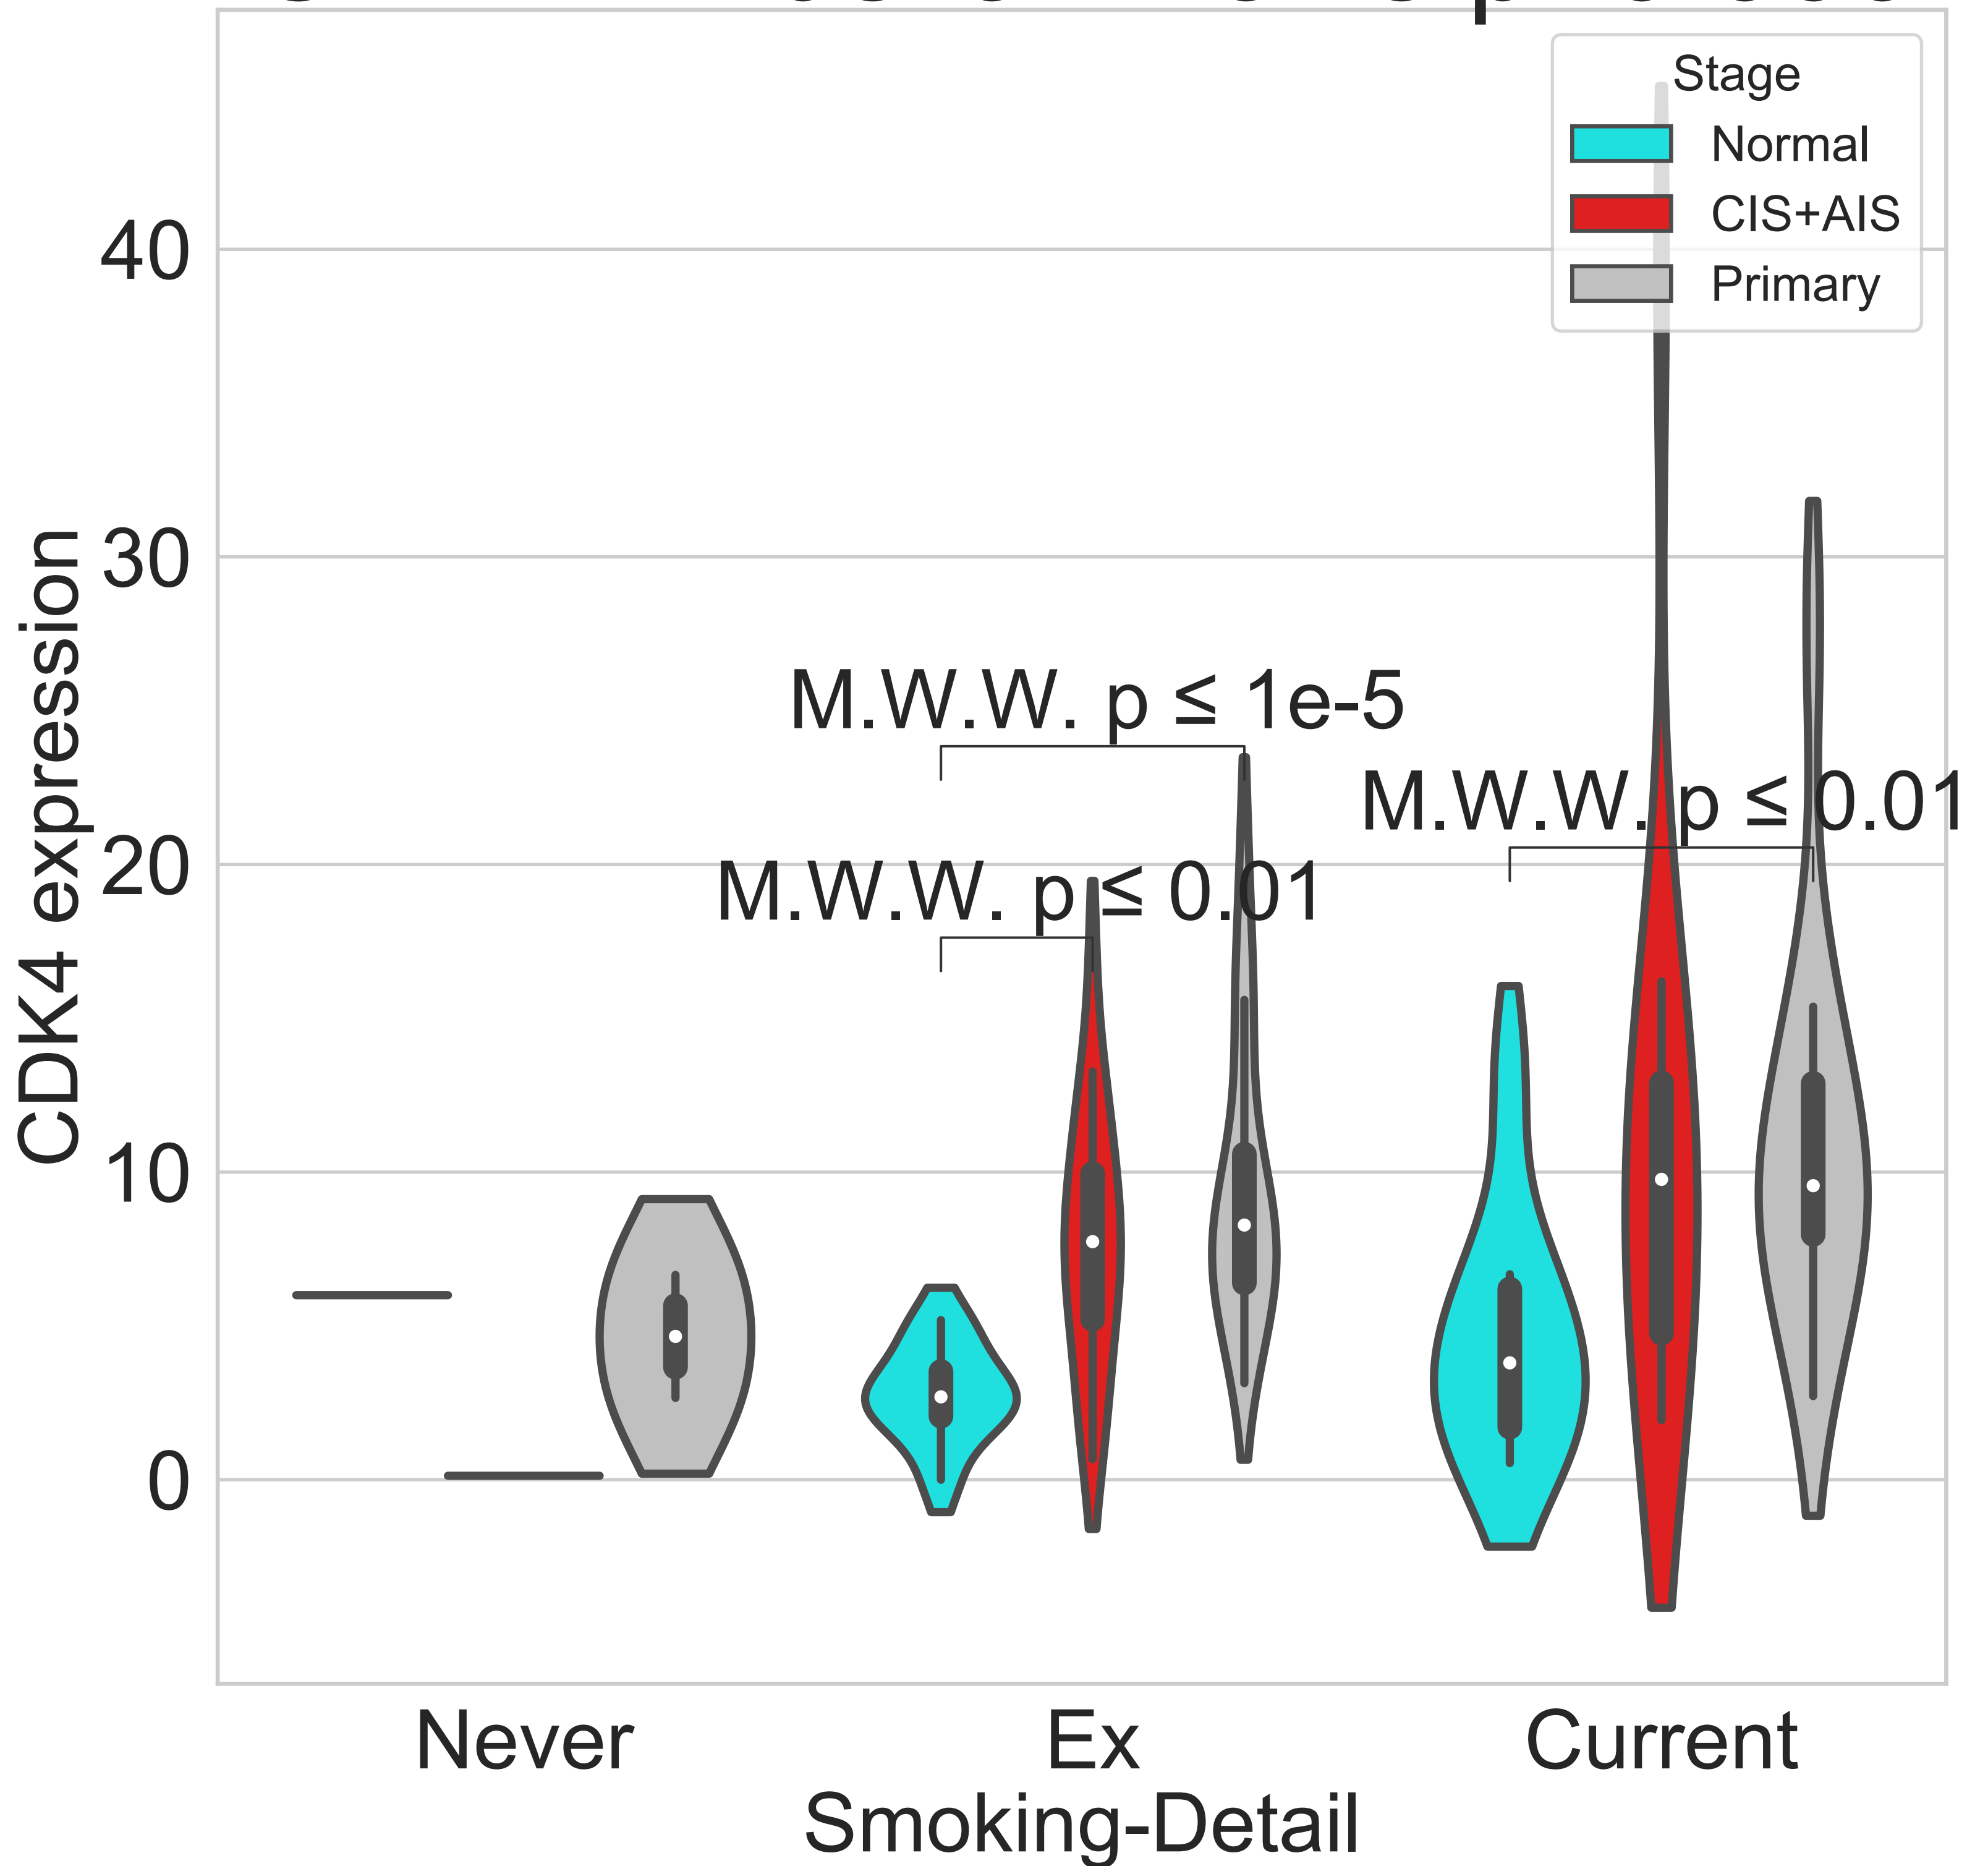 Stage
Normal
CIS+AIS
Primary
40
30
20
10
0
CDK4 expression
M.W.W. p ≤ 1e-5
M.W.W. p ≤ 0.01
M.W.W. p ≤ 0.01
Never
Ex
Current
Smoking-Detail